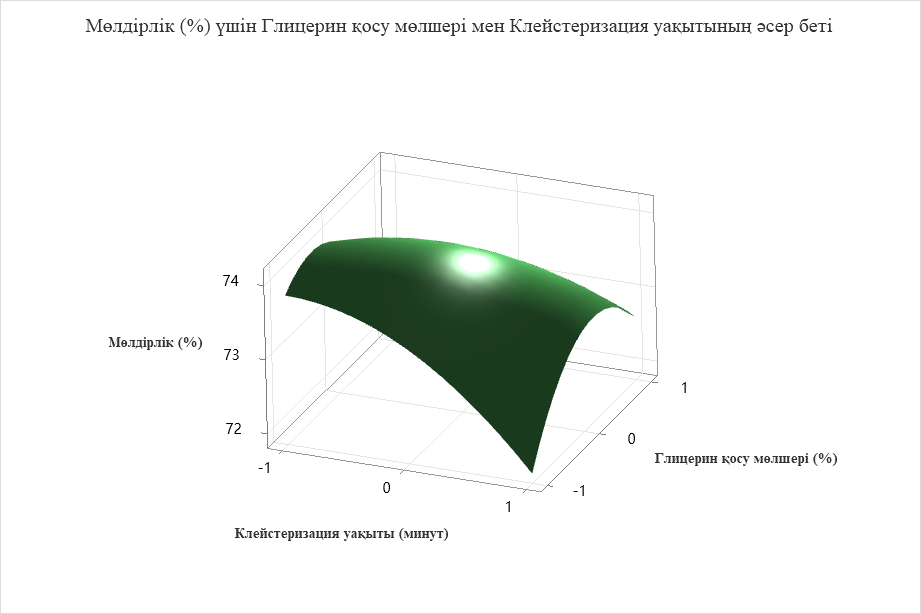 Мөлдірлік (%) үшін Глицерин қосу мөлшері мен Клейстеризация уақытының әсер беті
74
Мөлдірлік (%)
73
72
-1
0
1
Клейстеризация уақыты (минут)
1
0
-1
Глицерин қосу мөлшері (%)